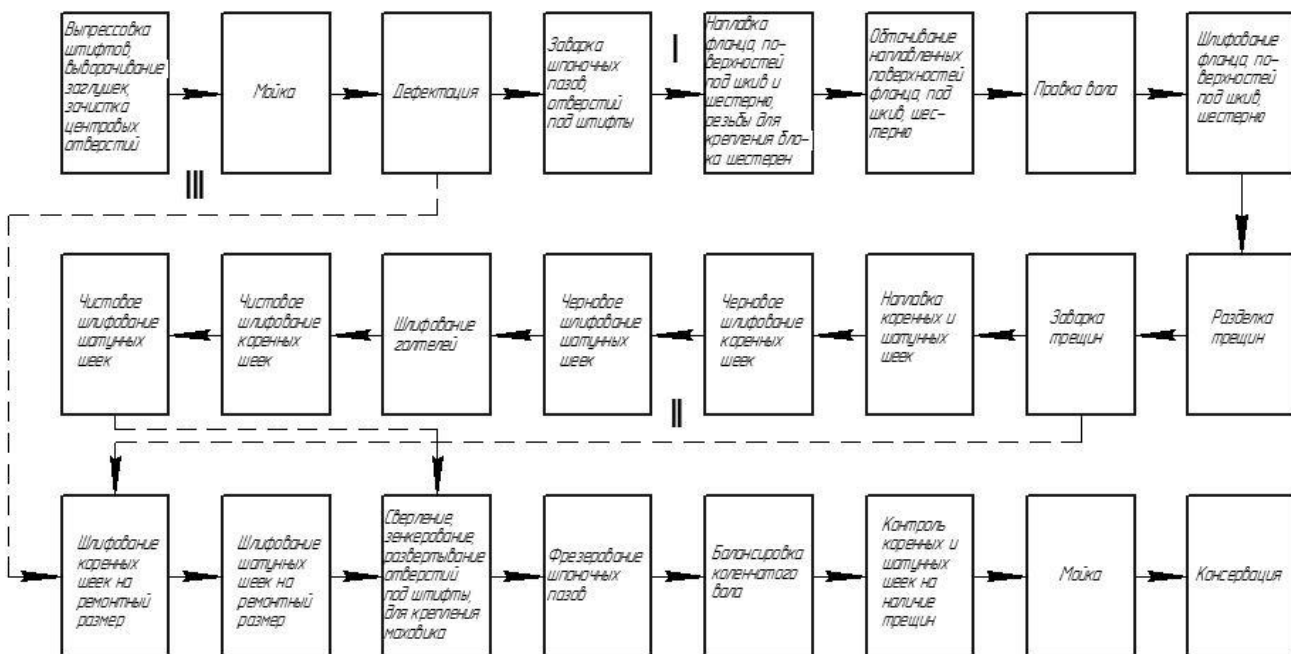 Выпрессовка
штифтов,
выворачивание
заглушек,
зачистка
центровых
отверстий
Мойка
Дефектация
Заварка
шпоночных
пазов,
отверстий
под штифты
I
Наплавка
фланца, по-
верхностей
под шкив и
шестерню,
резьбы для
крепления бло-
ка шестерен
Обтачивание
наплавленных
поверхностей
фланца, под
шкив, шес-
терню
Правка вала
Шлифование
фланца, по-
верхностей
под шкив,
шестерню
III
Чистовое
шлифование
шатунных
шеек
Чистовое
шлифование
коренных
шеек
Шлифование
галтелей
Черновое
шлифование
шатунных
шеек
Черновое
шлифование
коренных
шеек
Наплавка
коренных и
шатунных
шеек
Заварка
трещин
Разделка
трещин
II
Шлифование
коренных
шеек на
ремонтный
размер
Шлифование
шатунных
шеек на
ремонтный
размер
Сверление,
зенкерование,
развертывание
отверстий
под штифты,
для крепления
маховика
Фрезерование
шпоночных
пазов
Балансировка
коленчатого
вала
Контроль
коренных и
шатунных
шеек на
наличие
трещин
Мойка
Консервация